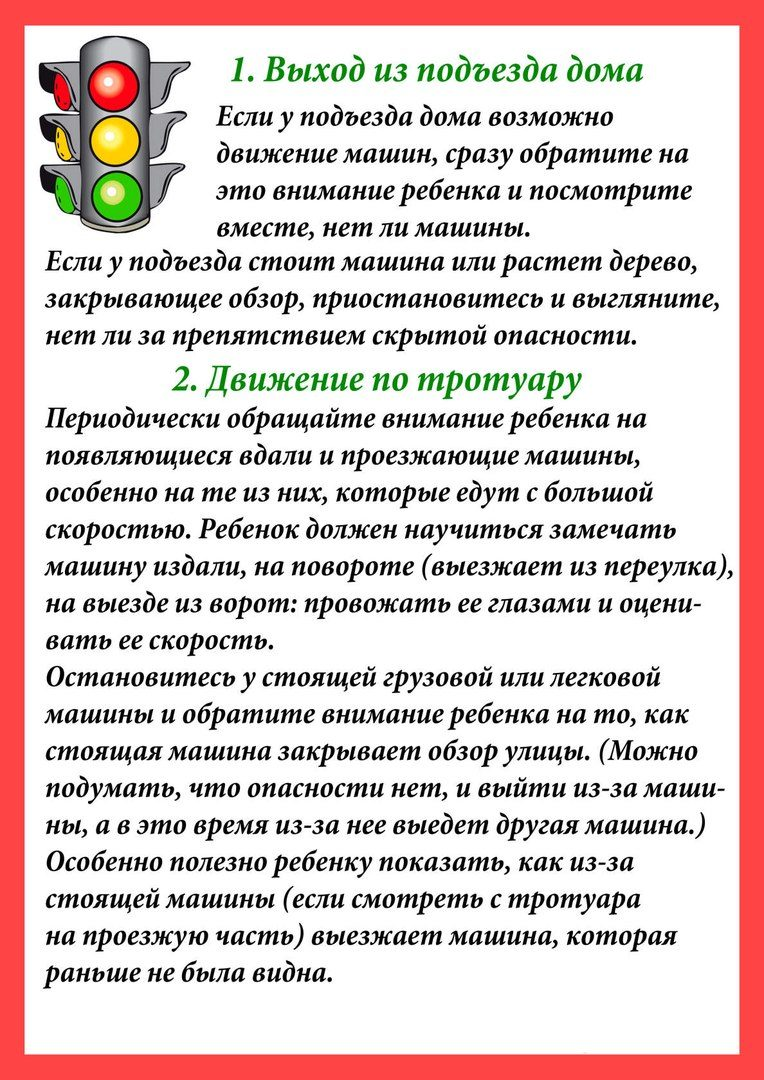 1. Выход из подъезда дома
Если у подъезда дома возможно
движение машин, сразу обратите на
это внимание ребенка и посмотрите
вместе, нет ли машины.
Если у подъезда стоит машина или растет дерево,
закрывающее обзор, приостановитесь и выгляните,
нет ли за препятствием скрытой опасности.
2. Движение по тротуару
Периодически обращайте внимание ребенка на
появляющиеся вдали и проезжающие машины,
особенно на те из них, которые едут с большой
скоростью. Ребенок должен научиться замечать
машину издали, на повороте (выезжает из переулка),
на выезде из ворот: провожать ее глазами и оцени-
вать ее скорость.
Остановитесь у стоящей грузовой или легковой
машины и обратите внимание ребенка на то, как
стоящая машина закрывает обзор улицы. (Можно
подумать, что опасности нет, и выйти из-за маши-
ны, а в это время из-за нее выедет другая машина.)
Особенно полезно ребенку показать, как из-за
стоящей машины (если смотреть с тротуара
на проезжую часть) выезжает машина, которая
раньше не была видна.